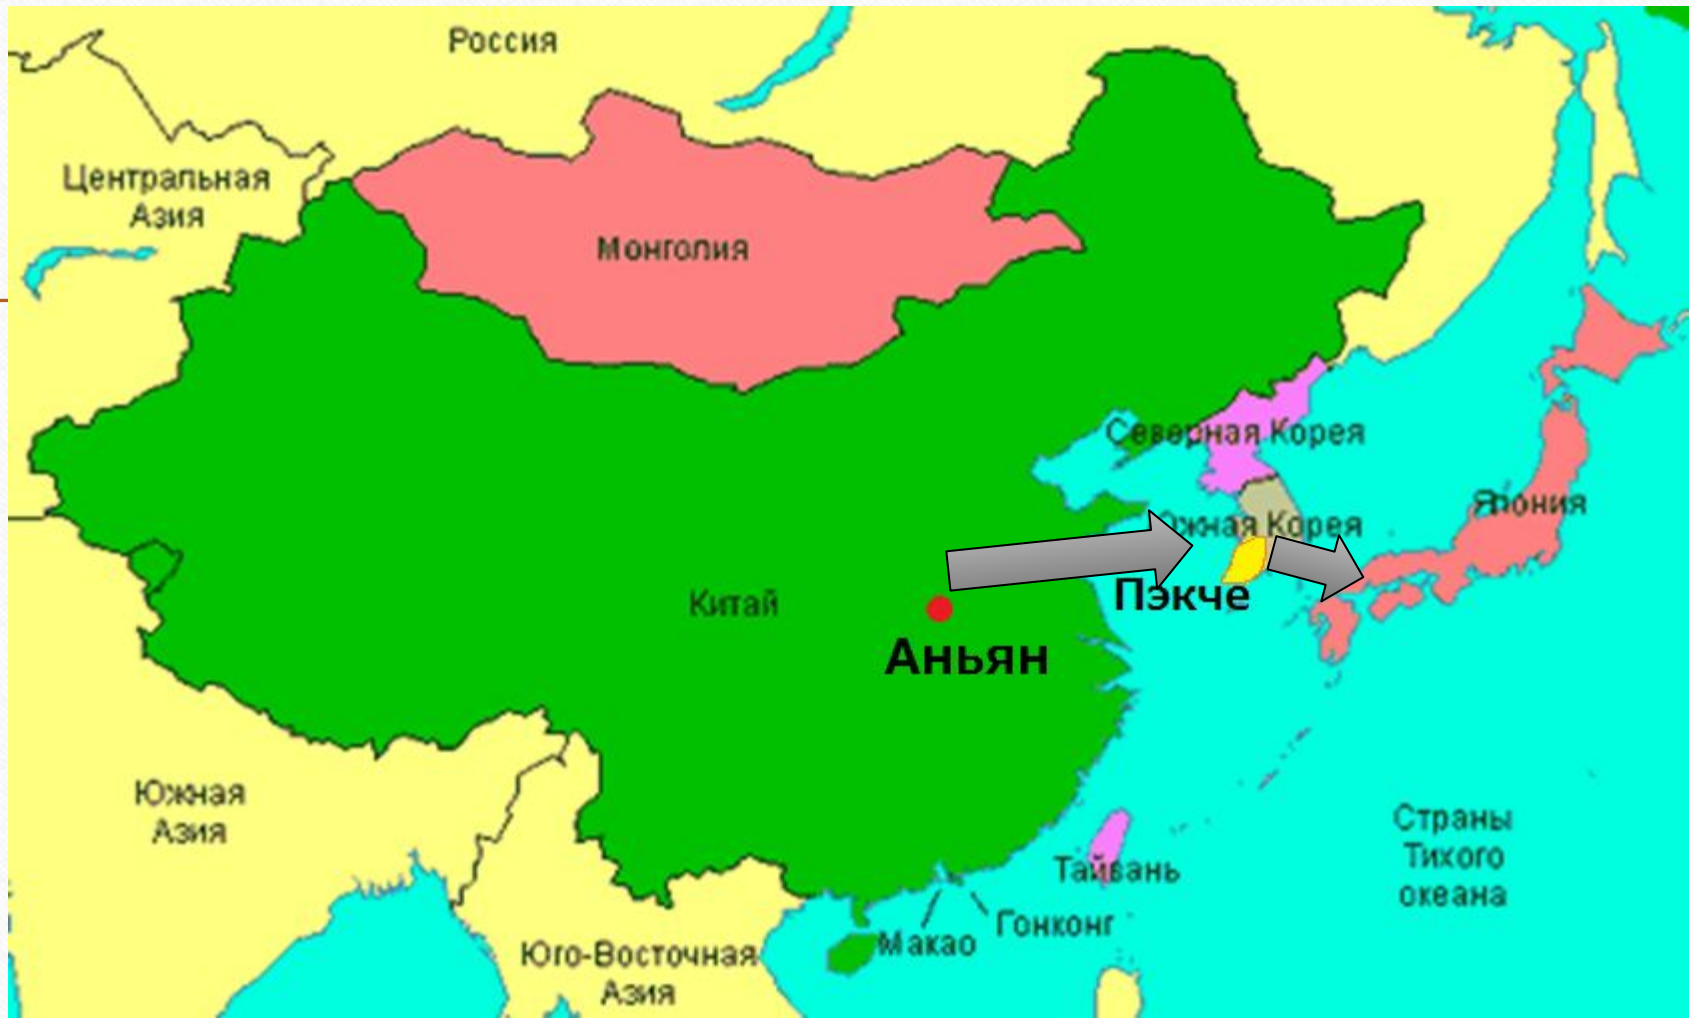 Россия
Центральная
Азия
Монголия
Северная Корея
Япония
Южная Корея
Пэкче
Китай
Аньян
Южная
Азия
Страны
Тихого
океана
Тайвань
Гонконг
Макао
Юго-Восточная
Азия